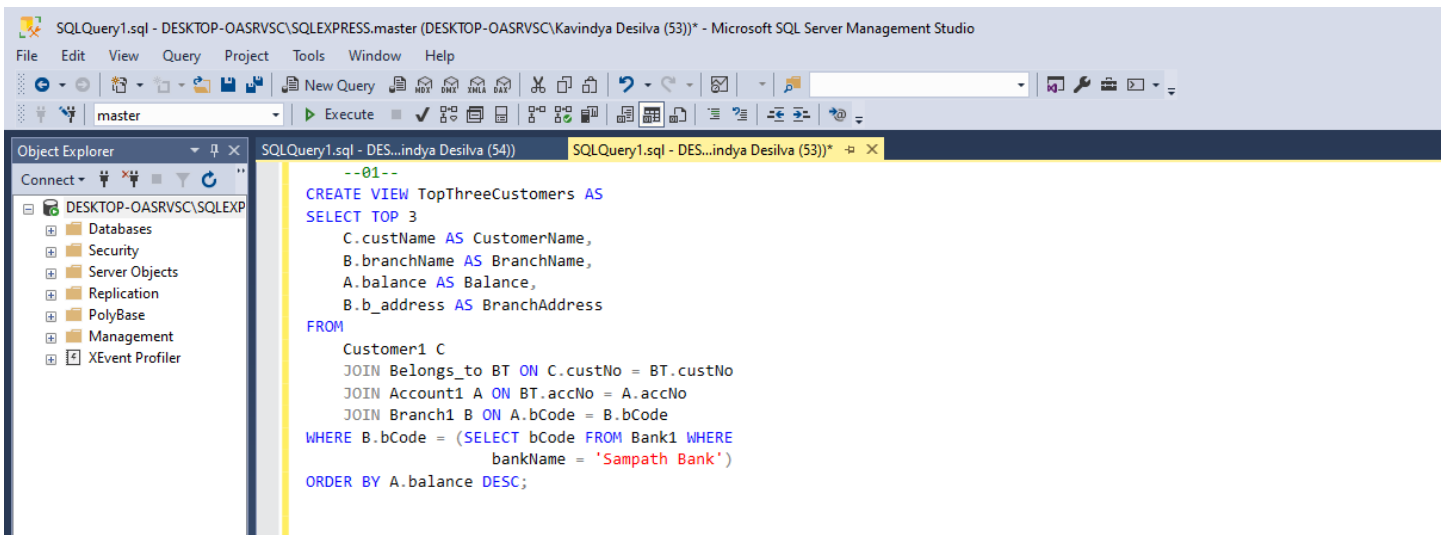 SQLQuery1.sql - DESKTOP-OASRVSC\SQLEXPRESS.master (DESKTOP-OASRVSC\Kavindya Desilva (53))* - Microsoft SQL Server Management Studio
File Edit View Query Project Tools Window Help
New Query MDX DMX XMLA DAX
master Execute
Object Explorer
SQLQuery1.sql - DES...indya Desilva (54))
SQLQuery1.sql - DES...indya Desilva (53))*
Connect
DESKTOP-OASRVSC\SQLEXP
Databases
Security
Server Objects
Replication
PolyBase
Management
XEvent Profiler
--01--
CREATE VIEW TopThreeCustomers AS
SELECT TOP 3
C.custName AS CustomerName,
B.branchName AS BranchName,
A.balance AS Balance,
B.b_address AS BranchAddress
FROM
Customer1 C
JOIN Belongs_to BT ON C.custNo = BT.custNo
JOIN Account1 A ON BT.accNo = A.accNo
JOIN Branch1 B ON A.bCode = B.bCode
WHERE B.bCode = (SELECT bCode FROM Bank1 WHERE
bankName = 'Sampath Bank')
ORDER BY A.balance DESC;